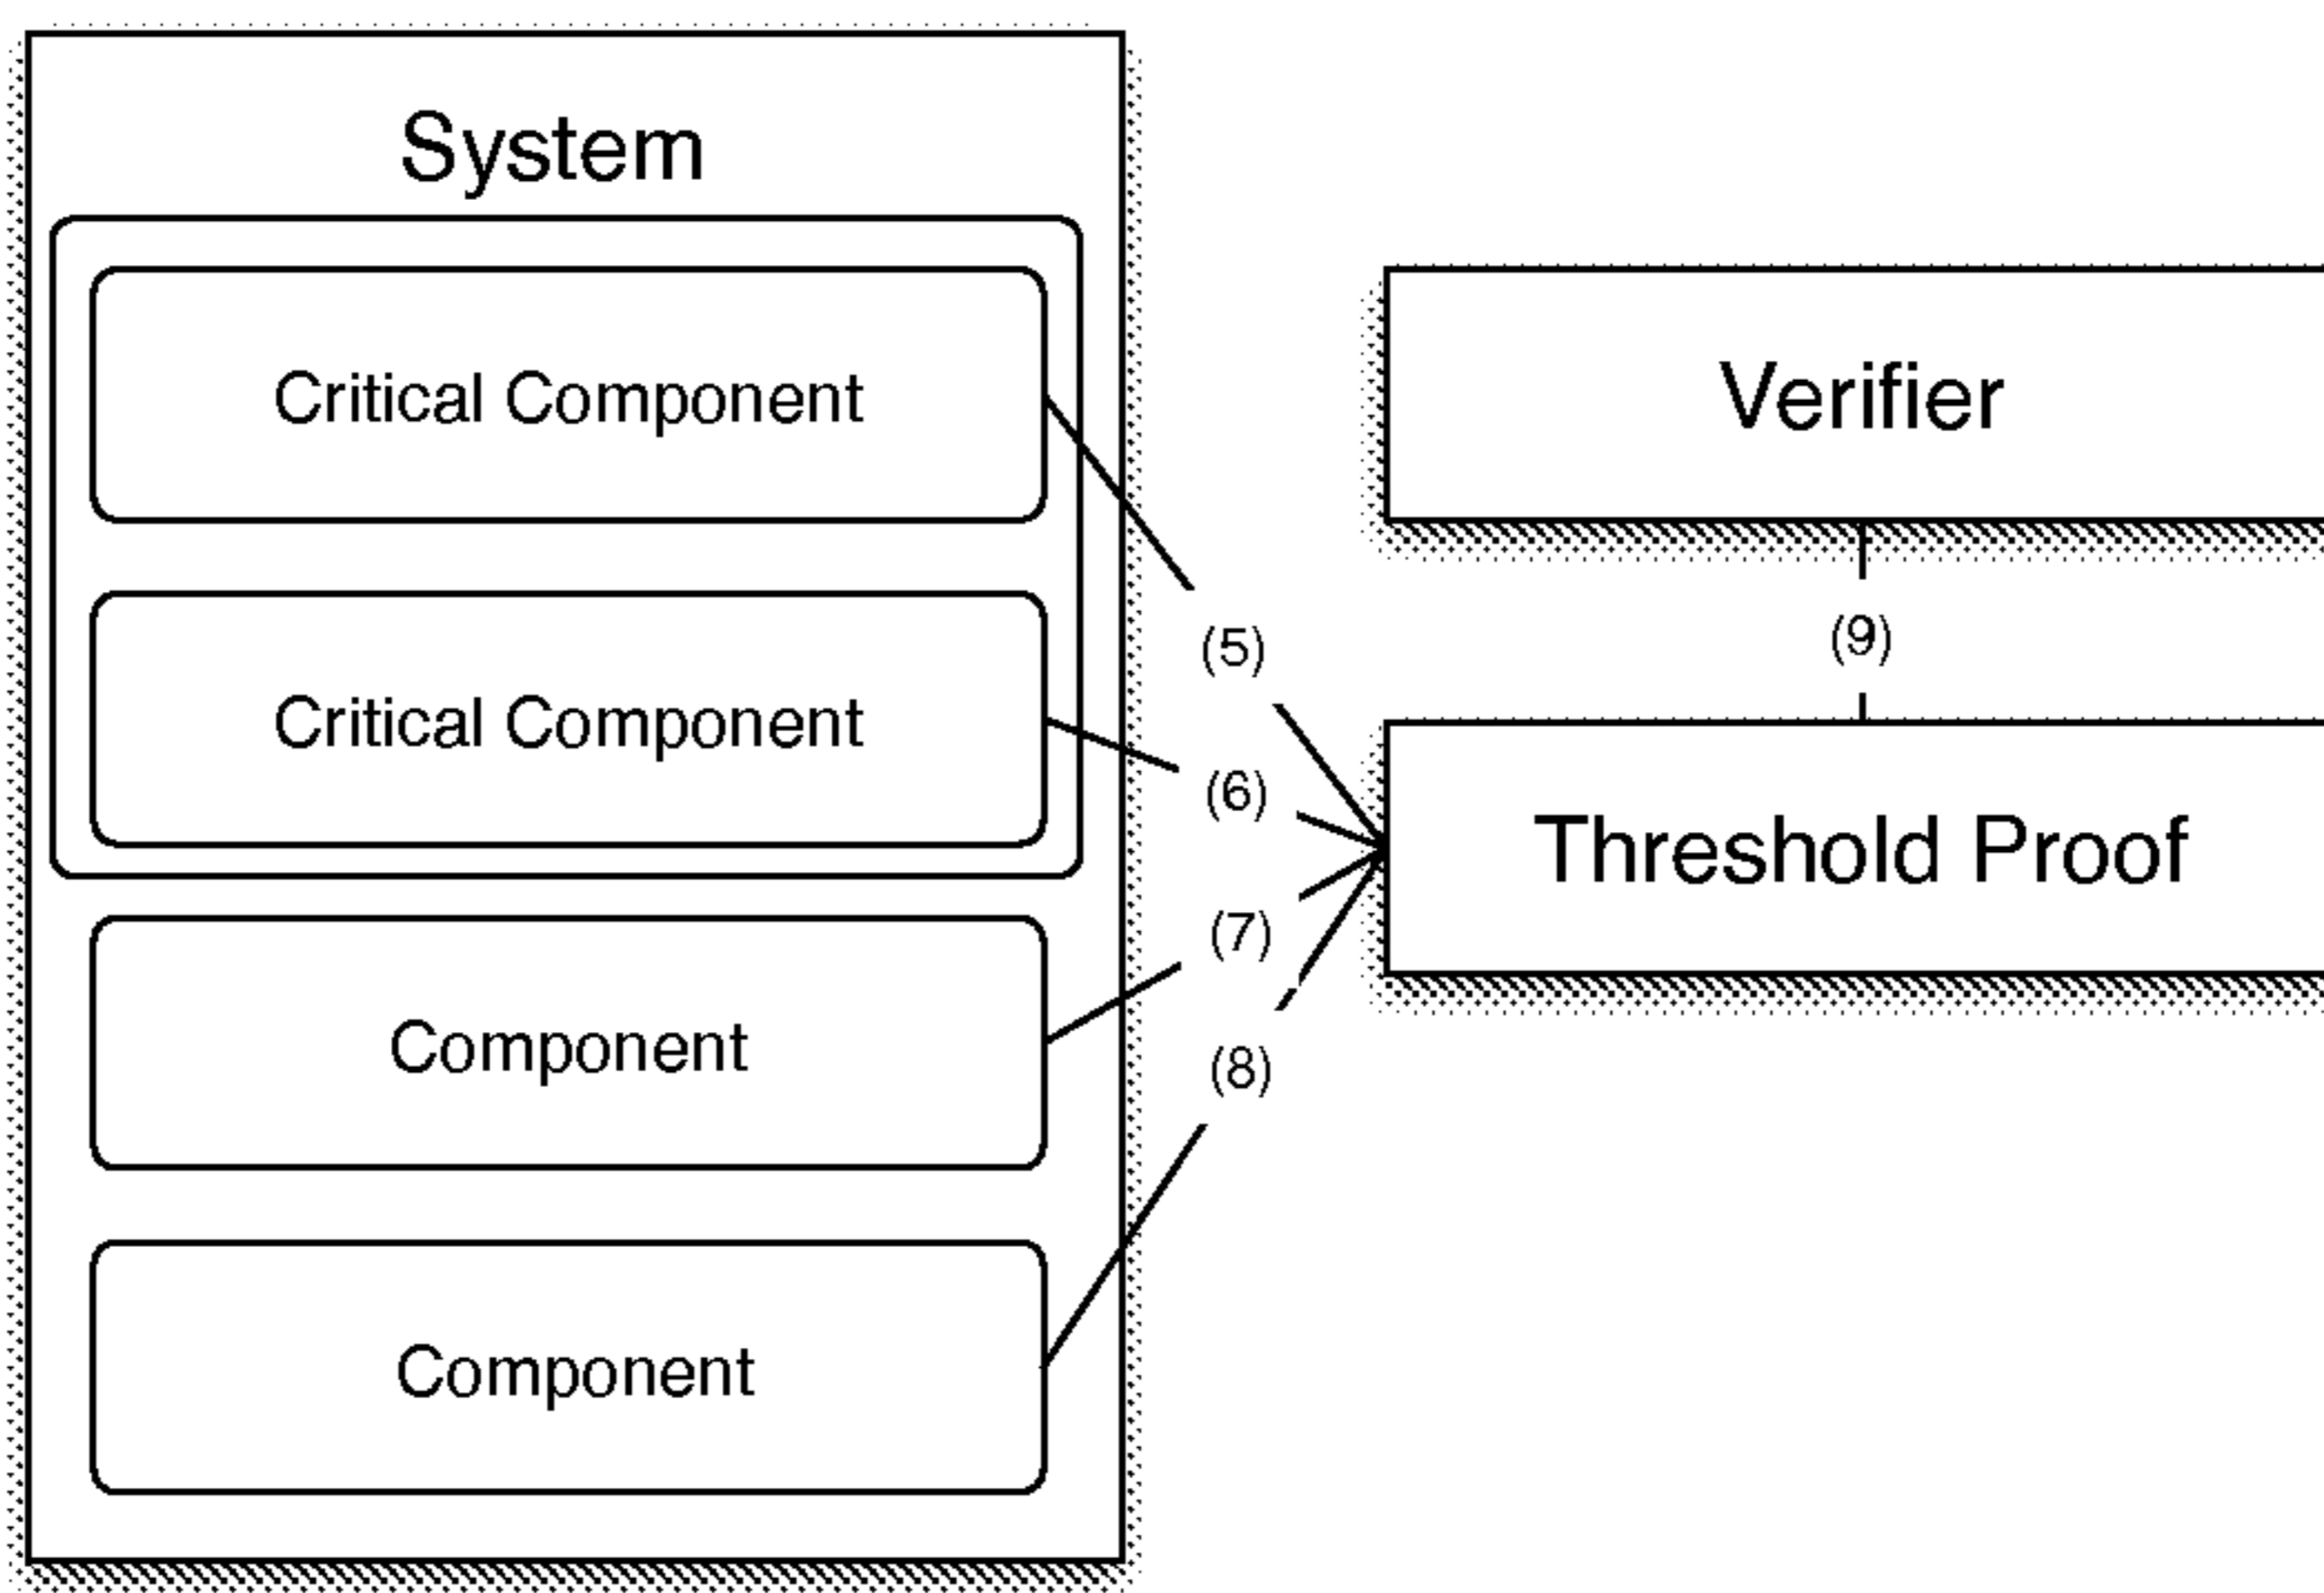 System
Critical Component
Critical Component
Component
Component
(5)
(6)
(7)
(8)
Verifier
(9)
Threshold Proof